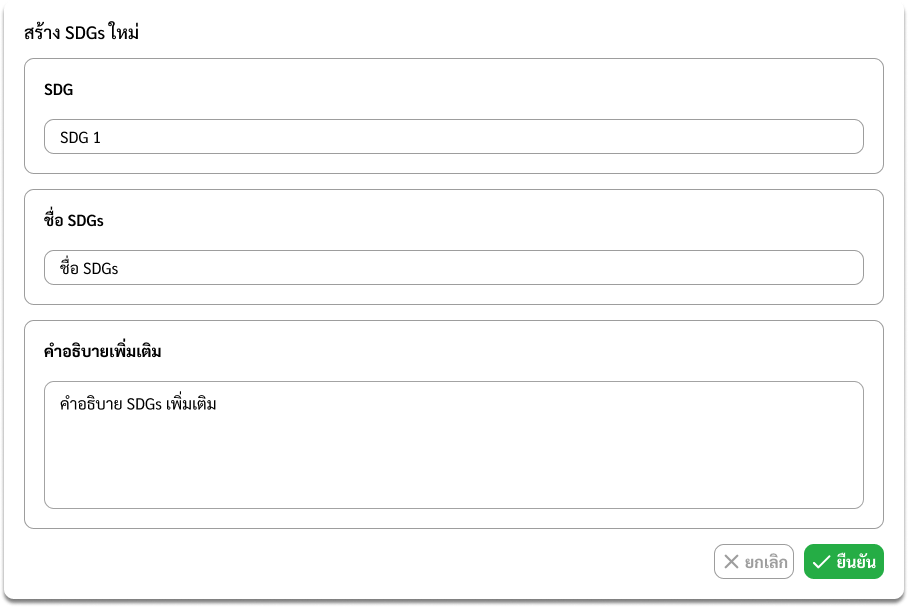 สร้าง SDGs ใหม่
SDG
SDG 1
ชื่อ SDGs
ชื่อ SDGs
คำอธิบายเพิ่มเติม
คำอธิบาย SDGs เพิ่มเติม
ยกเลิก
ยืนยัน